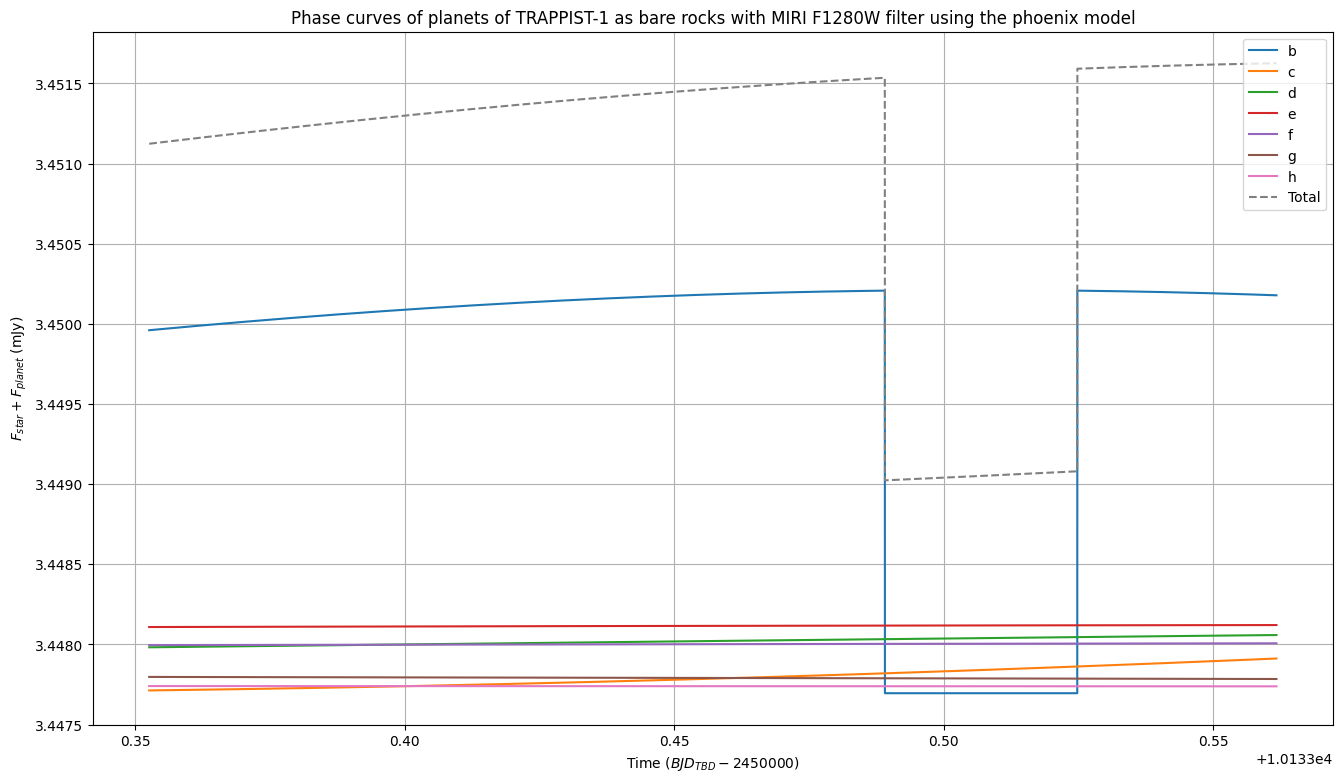 Phase curves of planets of TRAPPIST-1 as bare rocks with MIRI F1280W filter using the phoenix model
b
c
d
e
f
g
h
Total
3.4515
3.4510
3.4505
3.4500
3.4495
3.4490
3.4485
3.4480
3.4475
F_star + F_planet (mJy)
0.35
0.40
0.45
0.50
0.55
+1.0133e4
Time (BJD_TBD − 2450000)